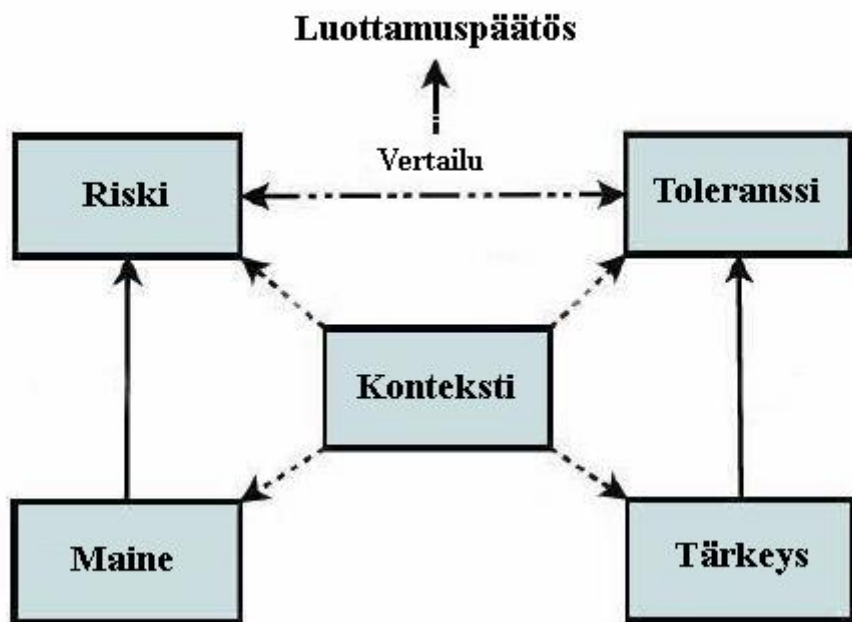 Luottamuspäätös
Vertailu
Riski
Toleranssi
Konteksti
Maine
Tärkeys